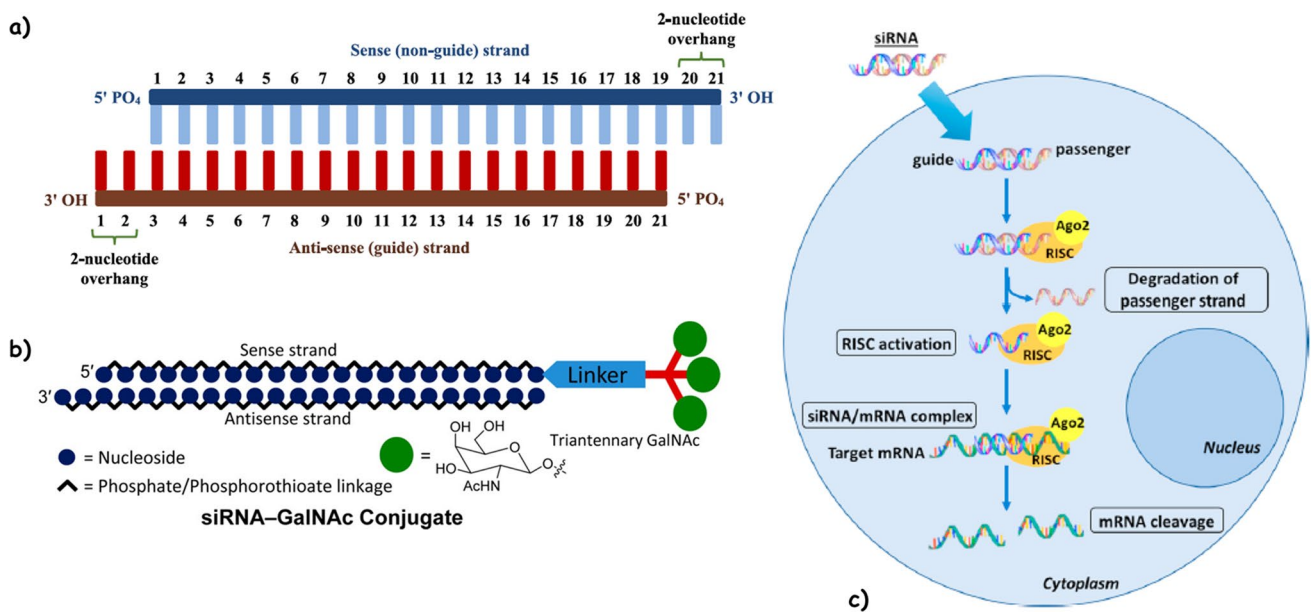 a)
2-nucleotide
overhang
Sense (non-guide) strand
1 2 3 4 5 6 7 8 9 10 11 12 13 14 15 16 17 18 19 20 21
5' PO4
3' OH
3' OH
5' PO4
1 2 3 4 5 6 7 8 9 10 11 12 13 14 15 16 17 18 19 20 21
Anti-sense (guide) strand
2-nucleotide
overhang
b)
Sense strand
5'
3'
Antisense strand
Linker
Triantennary GalNAc
= Nucleoside
= Phosphate/Phosphorothioate linkage
=
OH
OH
O
HO
AcHN
O
siRNA–GalNAc Conjugate
siRNA
guide
passenger
Ago2
RISC
Degradation of
passenger strand
RISC activation
Ago2
RISC
siRNA/mRNA complex
Target mRNA
Ago2
RISC
Nucleus
mRNA cleavage
Cytoplasm
c)